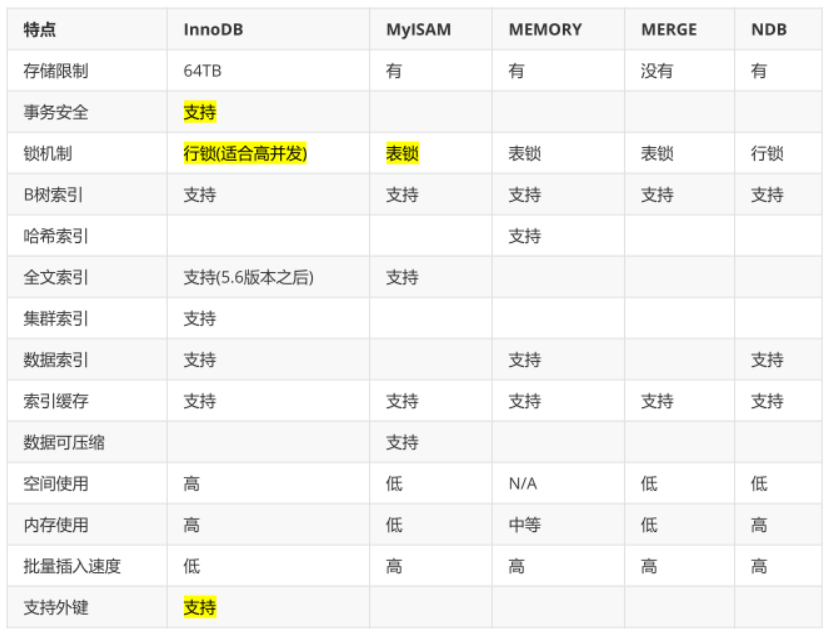 特点 InnoDB MyISAM MEMORY MERGE NDB
存储限制 64TB 有 有 没有 有
事务安全 支持
锁机制 行锁(适合高并发) 表锁 表锁 表锁 行锁
B树索引 支持 支持 支持 支持 支持
哈希索引 支持
全文索引 支持(5.6版本之后) 支持
集群索引 支持
数据索引 支持 支持 支持
索引缓存 支持 支持 支持 支持 支持
数据可压缩 支持
空间使用 高 低 N/A 低 低
内存使用 高 低 中等 低 高
批量插入速度 低 高 高 高 高
支持外键 支持